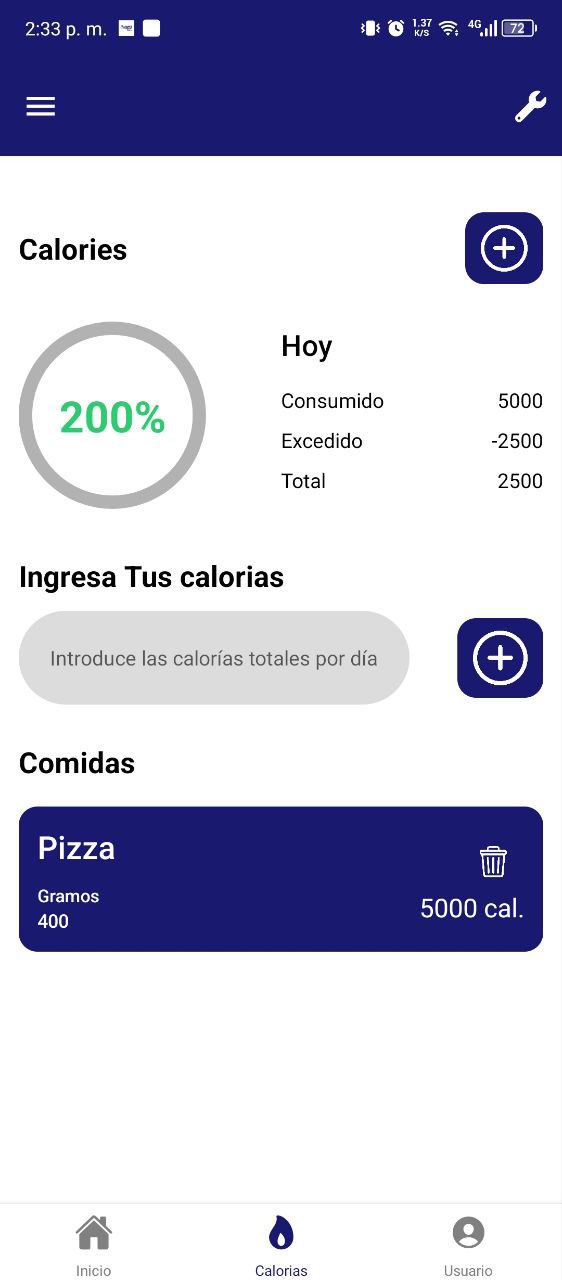 2:33 p. m.
1.37
K/S
4G
72
Calories
200%
Hoy
Consumido 5000
Excedido -2500
Total 2500
Ingresa Tus calorias
Introduce las calorías totales por día
Comidas
Pizza
Gramos
400
5000 cal.
Inicio
Calorias
Usuario